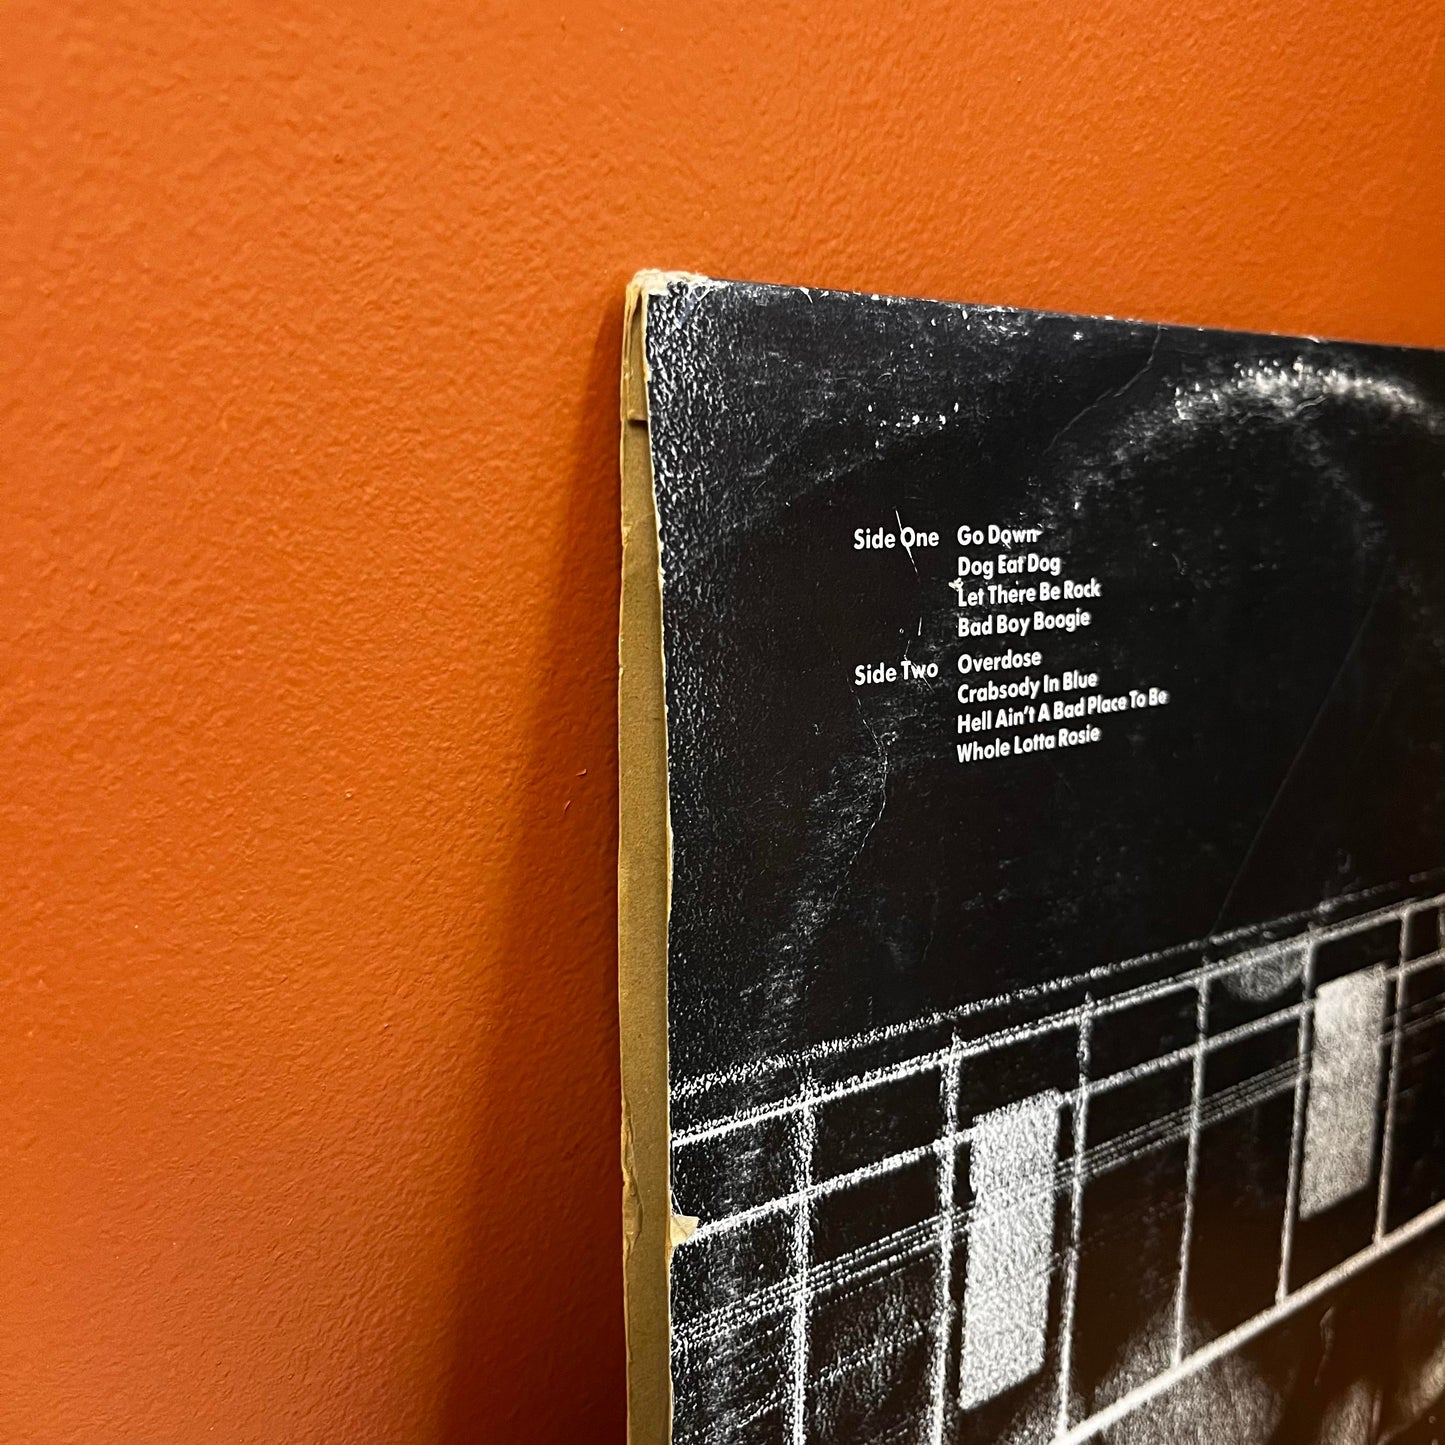 Side One Go Down
Dog Eat Dog
Let There Be Rock
Bad Boy Boogie
Side Two Overdose
Crabsody In Blue
Hell Ain't A Bad Place To Be
Whole Lotta Rosie